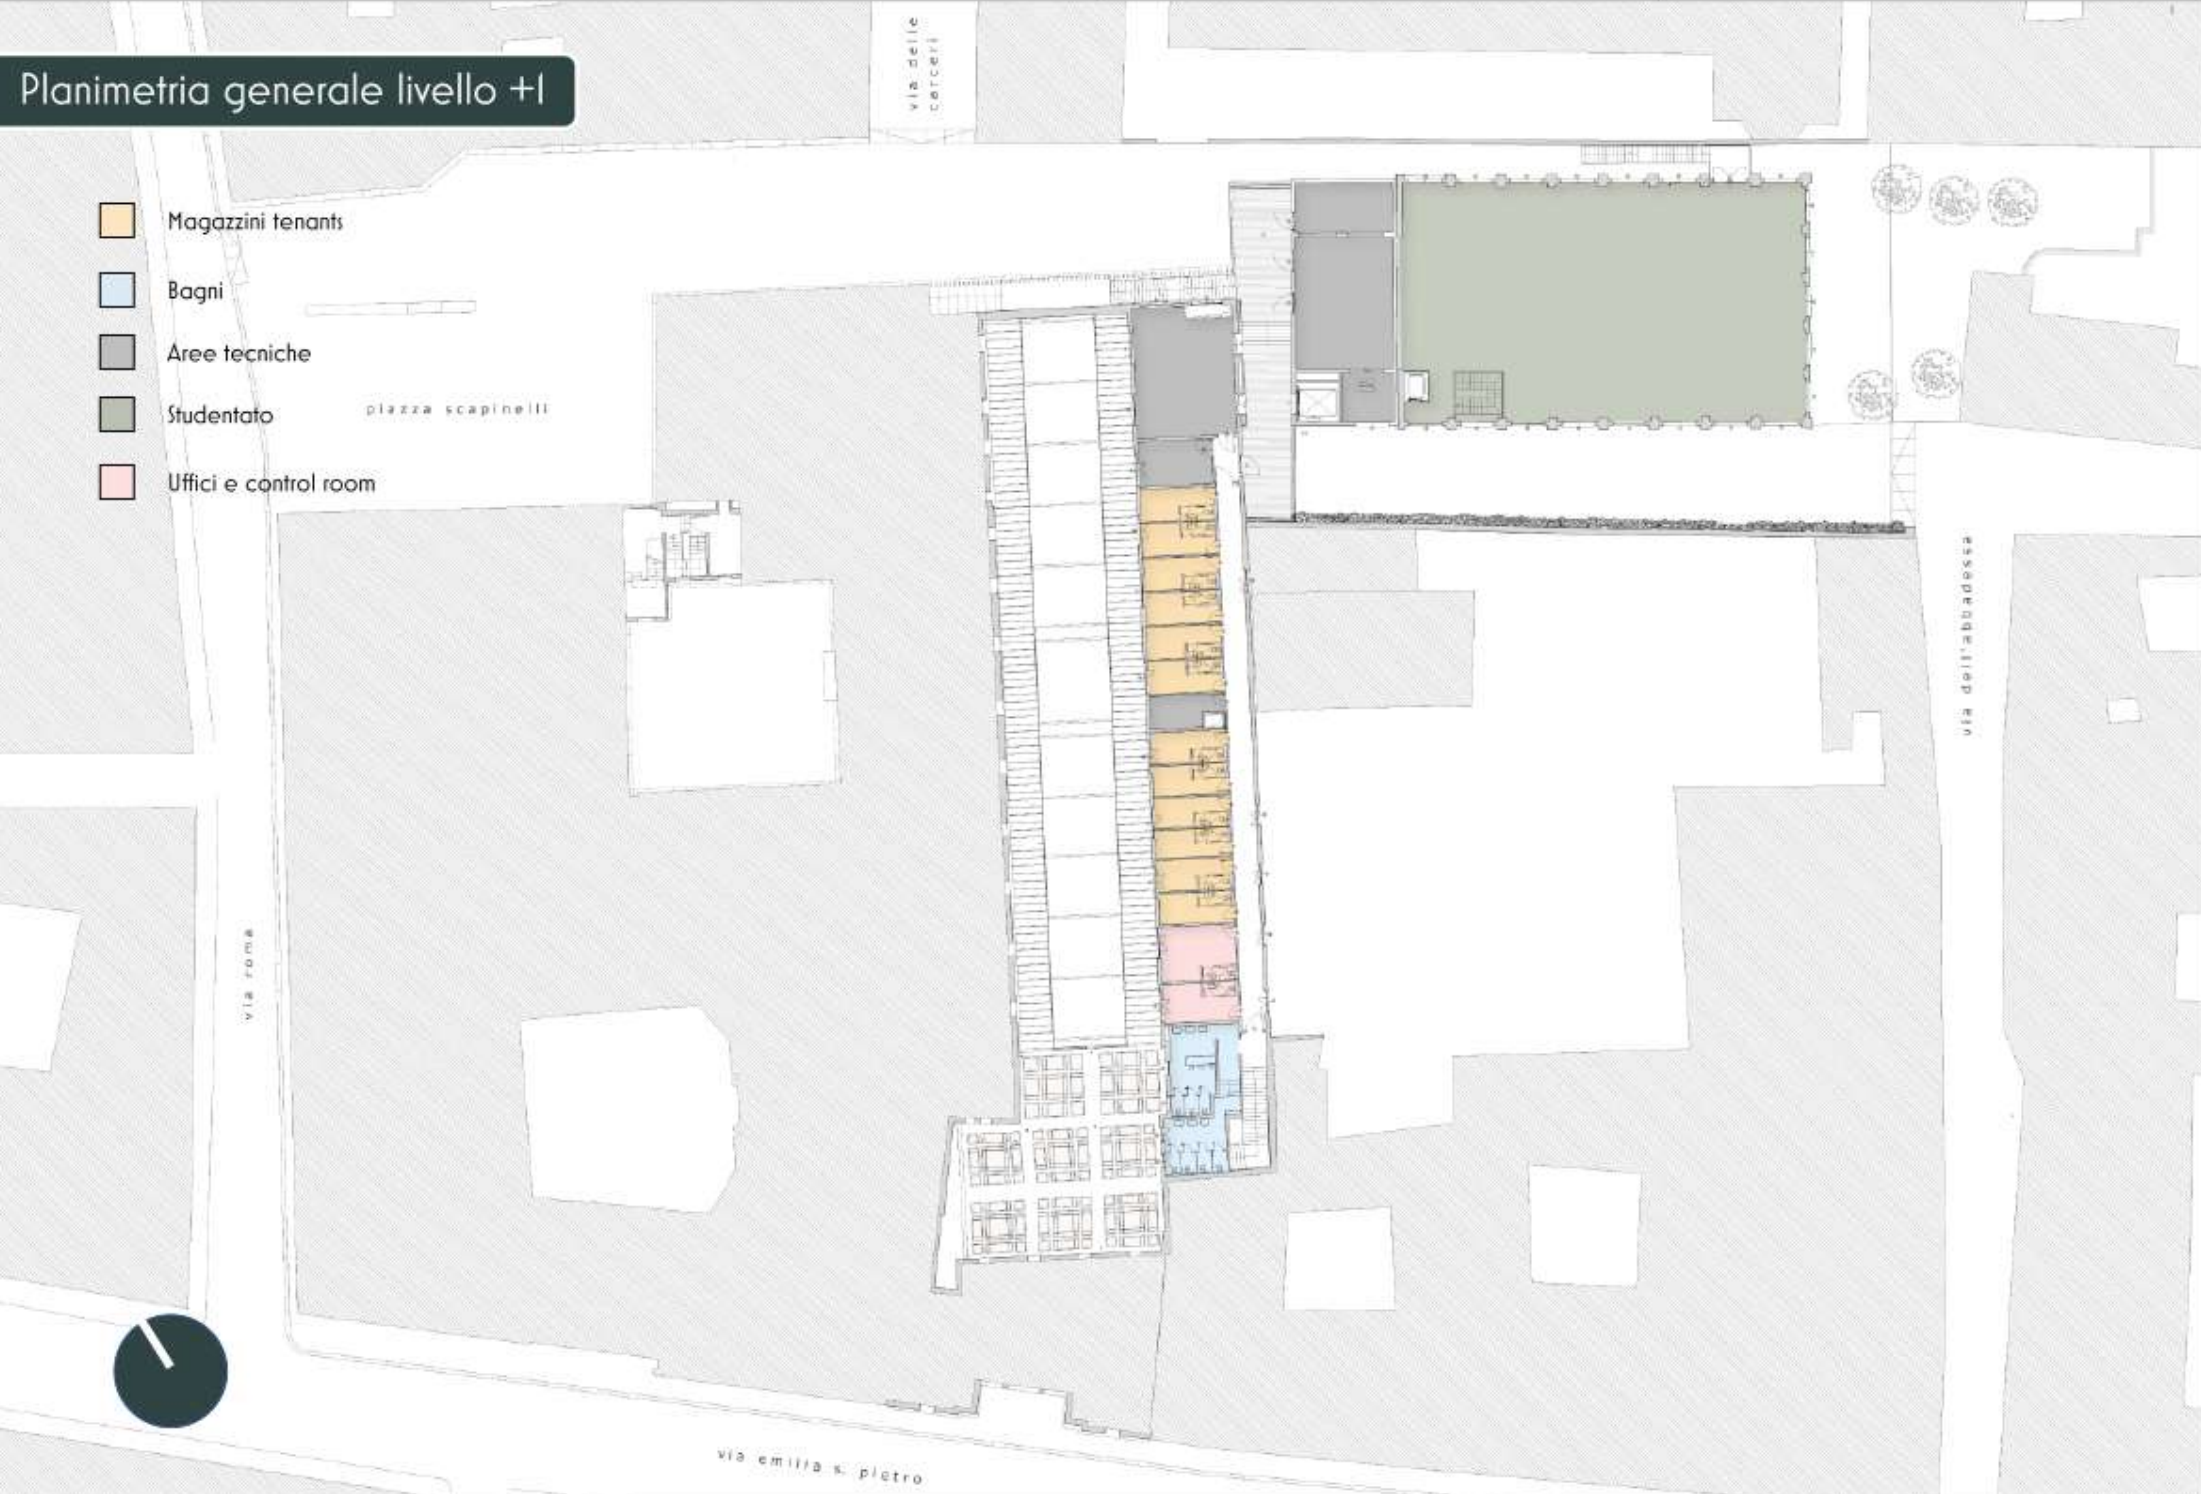 Planimetria generale livello +1
via delle
carceri
Magazzini tenants
Bagni
Aree tecniche
piazza scapinelli
Studentato
Uffici e control room
via dell'abbadessa
via roma
via emilia s. pietro